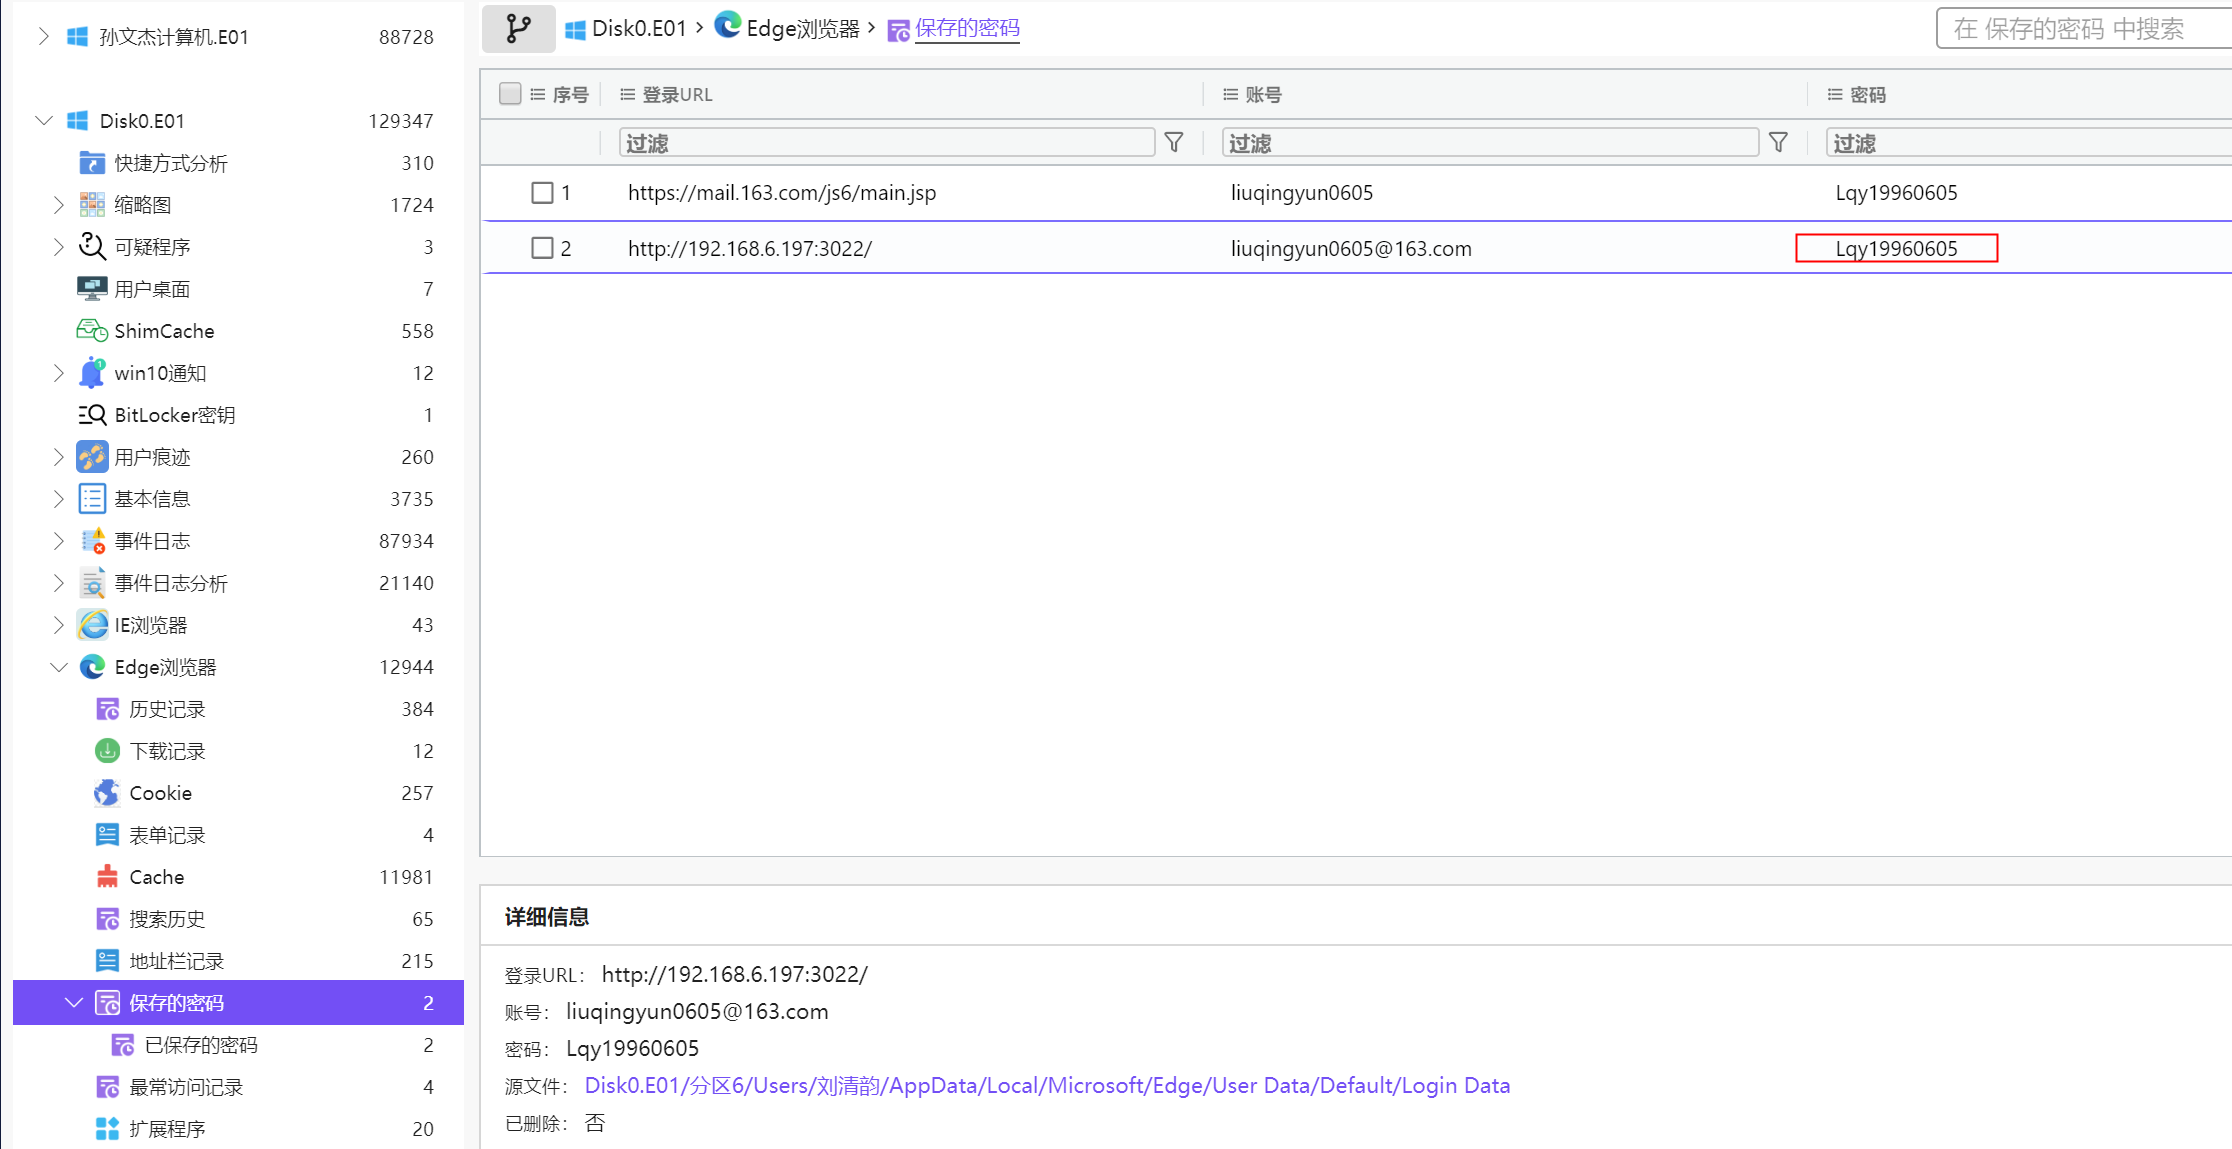 孙文杰计算机.E01 88728
Disk0.E01 129347
快捷方式分析 310
缩略图 1724
可疑程序 3
用户桌面 7
ShimCache 558
win10通知 12
BitLocker密钥 1
用户痕迹 260
基本信息 3735
事件日志 87934
事件日志分析 21140
IE浏览器 43
Edge浏览器 12944
历史记录 384
下载记录 12
Cookie 257
表单记录 4
Cache 11981
搜索历史 65
地址栏记录 215
保存的密码 2
已保存的密码 2
最常访问记录 4
扩展程序 20
Disk0.E01 > Edge浏览器 > 保存的密码
在 保存的密码 中搜索
序号 登录URL 账号 密码
过滤 过滤 过滤
1 https://mail.163.com/js6/main.jsp liuqingyun0605 Lqy19960605
2 http://192.168.6.197:3022/ liuqingyun0605@163.com Lqy19960605
详细信息
登录URL： http://192.168.6.197:3022/
账号： liuqingyun0605@163.com
密码： Lqy19960605
源文件： Disk0.E01/分区6/Users/刘清韵/AppData/Local/Microsoft/Edge/User Data/Default/Login Data
已删除： 否